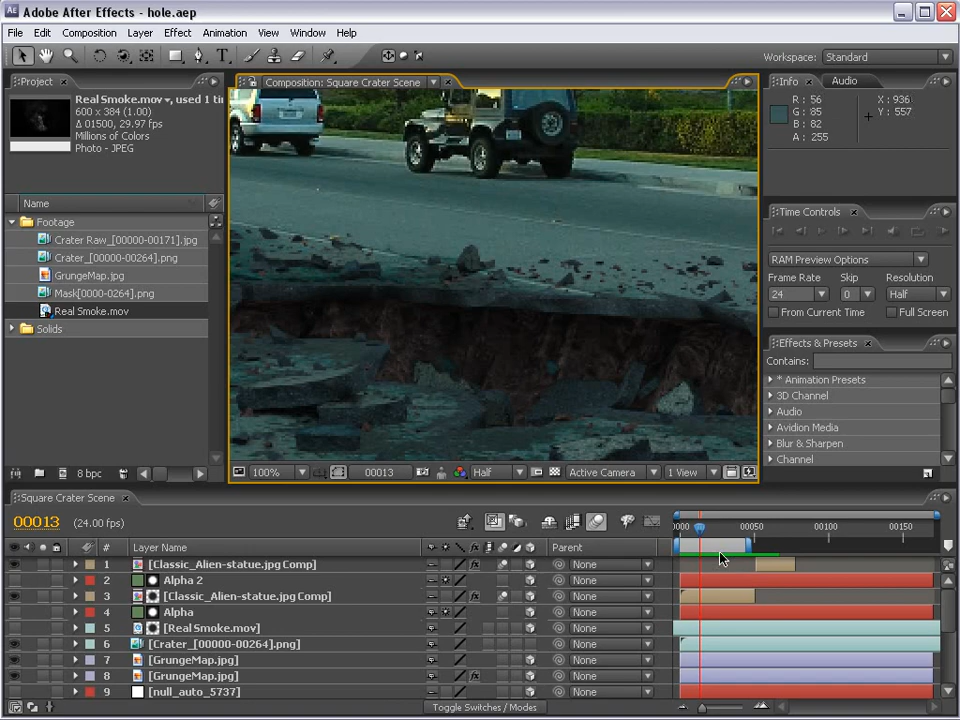 Adobe After Effects - hole.aep
File Edit Composition Layer Effect Animation View Window Help
Workspace: Standard
Project
Real Smoke.mov, used 1 ti
600 x 384 (1.00)
Δ 01500, 29.97 fps
Millions of Colors
Photo - JPEG
Name
Footage
Crater Raw_[00000-00171].jpg
Crater_[00000-00264].png
GrungeMap.jpg
Mask[0000-0264].png
Real Smoke.mov
Solids
8 bpc
Composition: Square Crater Scene
100% 00013 Half Active Camera 1 View
Info Audio
R : 56 X : 936
G : 85 Y : 557
B : 82
A : 255
Time Controls
RAM Preview Options
Frame Rate Skip Resolution
24 0 Half
From Current Time Full Screen
Effects & Presets
Contains:
* Animation Presets
3D Channel
Audio
Avidion Media
Blur & Sharpen
Channel
Square Crater Scene
00013 (24.00 fps)
0000 00050 00100 00150
# Layer Name Parent
1 [Classic_Alien-statue.jpg Comp] None
2 Alpha 2 None
3 [Classic_Alien-statue.jpg Comp] None
4 Alpha None
5 [Real Smoke.mov] None
6 [Crater_[00000-00264].png] None
7 [GrungeMap.jpg] None
8 [GrungeMap.jpg] None
9 [null_auto_5737] None
Toggle Switches / Modes